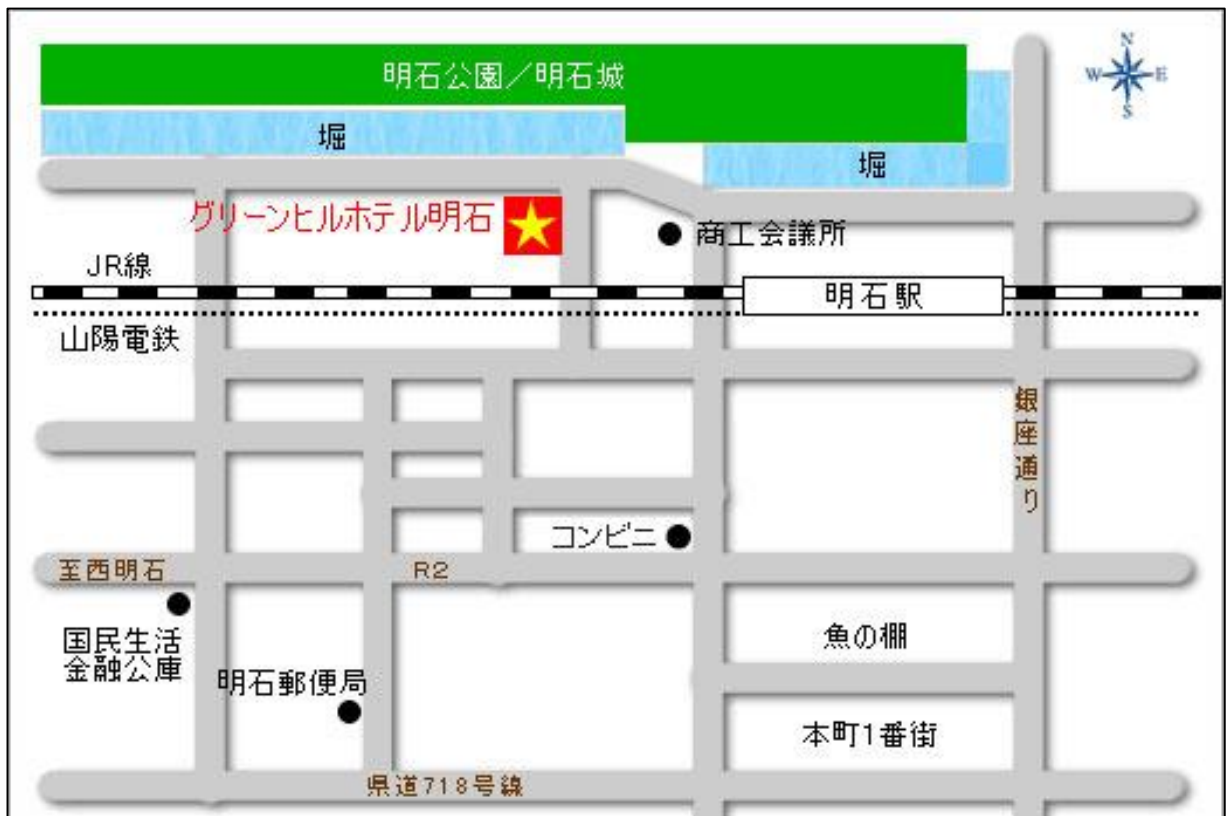 N
明石公園／明石城
W E
S
堀
堀
グリーンヒルホテル明石
商工会議所
JR線
明石駅
山陽電鉄
銀座通り
コンビニ
至西明石
R2
国民生活
金融公庫
魚の棚
明石郵便局
本町1番街
県道718号線